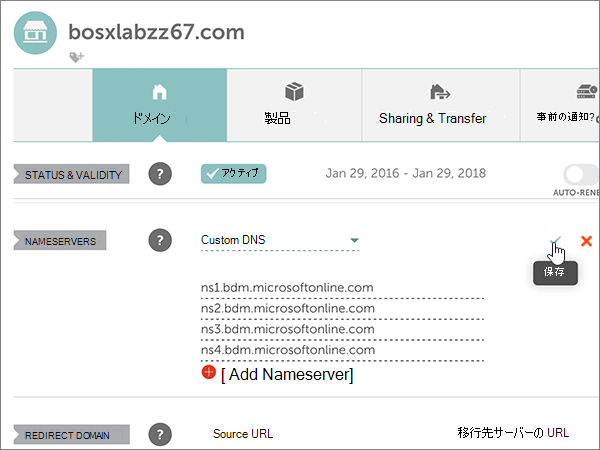 bosxlabzz67.com
ドメイン
製品
Sharing & Transfer
事前の通知?
STATUS & VALIDITY
?
アクティブ
Jan 29, 2016 - Jan 29, 2018
AUTO-RENE
NAMESERVERS
?
Custom DNS
保存
ns1.bdm.microsoftonline.com
ns2.bdm.microsoftonline.com
ns3.bdm.microsoftonline.com
ns4.bdm.microsoftonline.com
[ Add Nameserver]
REDIRECT DOMAIN
?
Source URL
移行先サーバーの URL